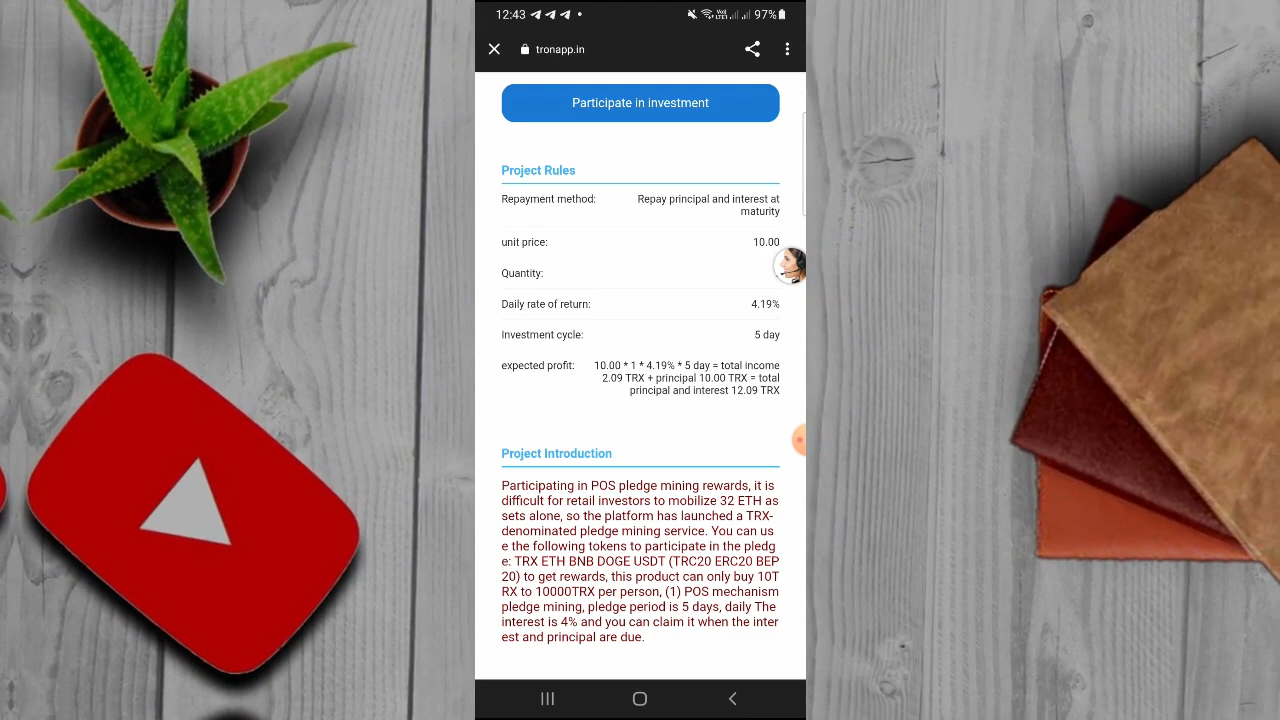 12:43
Vo)) LTE1
97%
tronapp.in
Participate in investment
Project Rules
Repayment method: Repay principal and interest at
maturity
unit price: 10.00
Quantity:
Daily rate of return: 4.19%
Investment cycle: 5 day
expected profit: 10.00 * 1 * 4.19% * 5 day = total income
2.09 TRX + principal 10.00 TRX = total
principal and interest 12.09 TRX
Project Introduction
Participating in POS pledge mining rewards, it is
difficult for retail investors to mobilize 32 ETH as
sets alone, so the platform has launched a TRX-
denominated pledge mining service. You can us
e the following tokens to participate in the pledg
e: TRX ETH BNB DOGE USDT (TRC20 ERC20 BEP
20) to get rewards, this product can only buy 10T
RX to 10000TRX per person, (1) POS mechanism
pledge mining, pledge period is 5 days, daily The
interest is 4% and you can claim it when the inter
est and principal are due.